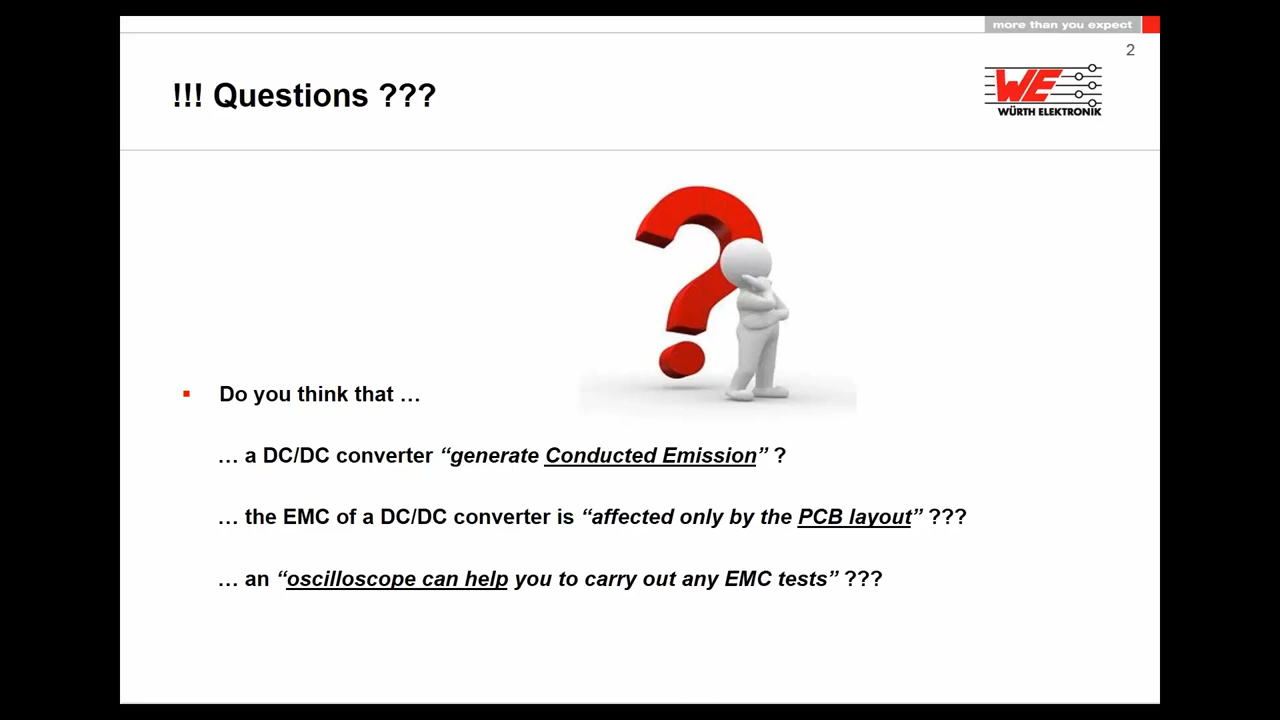 more than you expect
2
!!! Questions ???
WE
WÜRTH ELEKTRONIK
▪ Do you think that …
… a DC/DC converter “generate Conducted Emission” ?
… the EMC of a DC/DC converter is “affected only by the PCB layout” ???
… an “oscilloscope can help you to carry out any EMC tests” ???